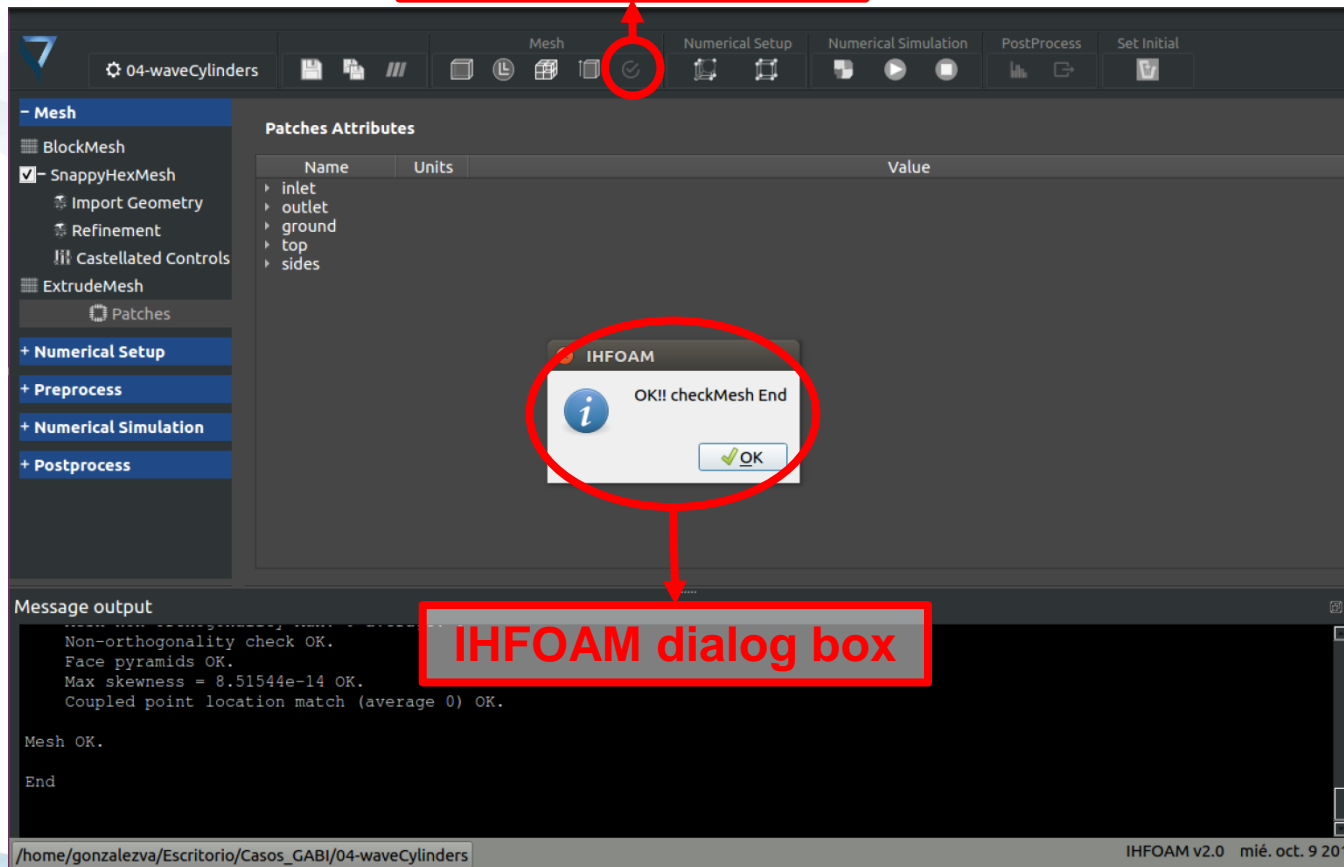 Mesh
Numerical Setup
Numerical Simulation
PostProcess
Set Initial
04-waveCylinders
− Mesh
BlockMesh
− SnappyHexMesh
Import Geometry
Refinement
Castellated Controls
ExtrudeMesh
Patches
+ Numerical Setup
+ Preprocess
+ Numerical Simulation
+ Postprocess
Patches Attributes
Name Units Value
inlet
outlet
ground
top
sides
IHFOAM
OK!! checkMesh End
OK
IHFOAM dialog box
Message output
Non-orthogonality check OK.
Face pyramids OK.
Max skewness = 8.51544e-14 OK.
Coupled point location match (average 0) OK.
Mesh OK.
End
/home/gonzalezva/Escritorio/Casos_GABI/04-waveCylinders
IHFOAM v2.0 mié. oct. 9